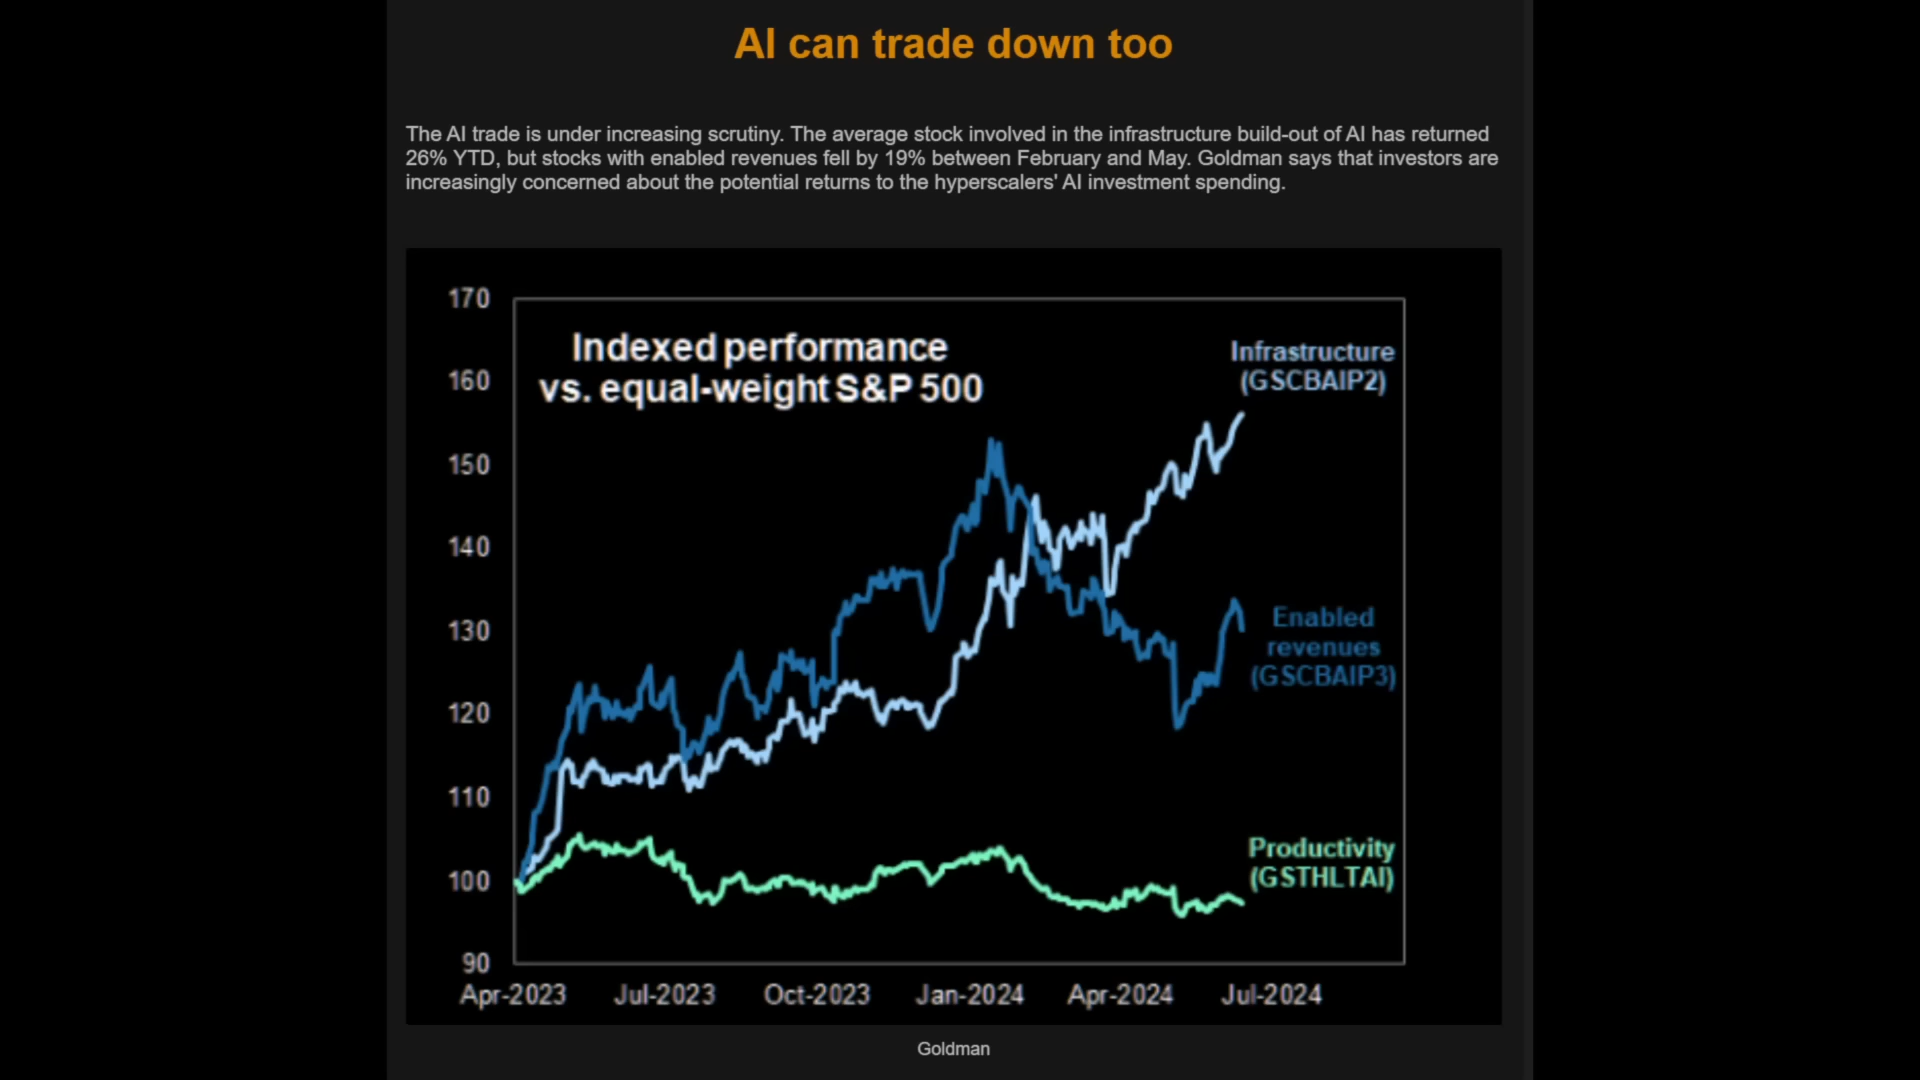 AI can trade down too
The AI trade is under increasing scrutiny. The average stock involved in the infrastructure build-out of AI has returned
26% YTD, but stocks with enabled revenues fell by 19% between February and May. Goldman says that investors are
increasingly concerned about the potential returns to the hyperscalers' AI investment spending.
170
Indexed performance
vs. equal-weight S&P 500
Infrastructure
(GSCBAIP2)
160
150
140
130
Enabled
revenues
(GSCBAIP3)
120
110
Productivity
(GSTHLTAI)
100
90
Apr-2023 Jul-2023 Oct-2023 Jan-2024 Apr-2024 Jul-2024
Goldman